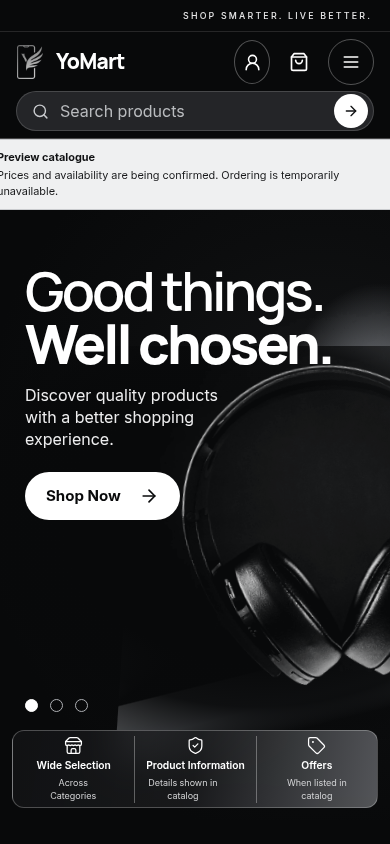 SHOP SMARTER. LIVE BETTER.
YoMart
Search products
Preview catalogue
Prices and availability are being confirmed. Ordering is temporarily
unavailable.
Good things.
Well chosen.
Discover quality products
with a better shopping
experience.
Shop Now
Wide Selection
Across
Categories
Product Information
Details shown in
catalog
Offers
When listed in
catalog